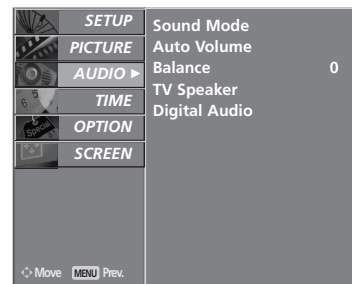 SETUP
PICTURE
AUDIO ►
TIME
OPTION
SCREEN
Sound Mode
Auto Volume
Balance 0
TV Speaker
Digital Audio
Move MENU Prev.